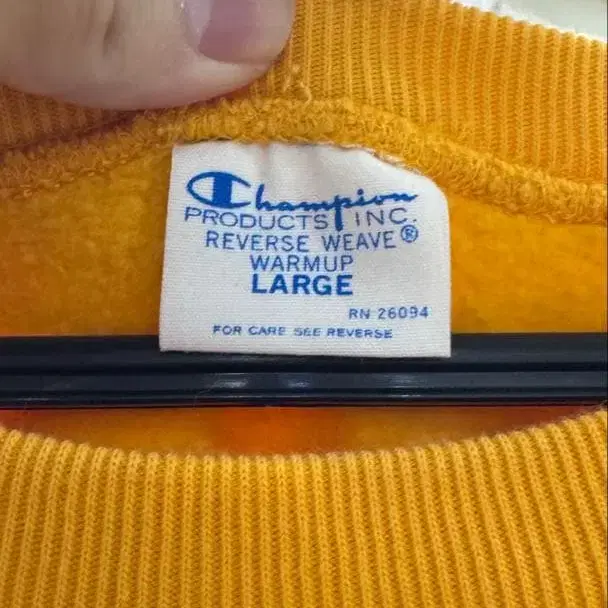 Champion
PRODUCTS INC.
REVERSE WEAVE®
WARMUP
LARGE
RN 26094
FOR CARE SEE REVERSE